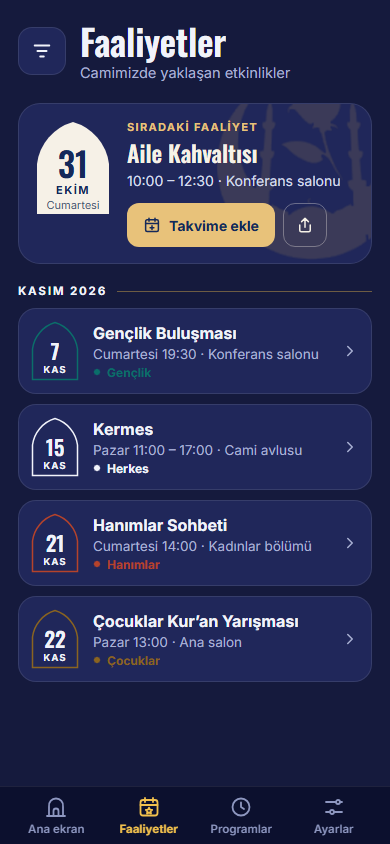 Faaliyetler
Camimizde yaklaşan etkinlikler
31
EKİM
Cumartesi
SIRADAKİ FAALİYET
Aile Kahvaltısı
10:00 – 12:30 · Konferans salonu
Takvime ekle
KASIM 2026
7
KAS
Gençlik Buluşması
Cumartesi 19:30 · Konferans salonu
Gençlik
15
KAS
Kermes
Pazar 11:00 – 17:00 · Cami avlusu
Herkes
21
KAS
Hanımlar Sohbeti
Cumartesi 14:00 · Kadınlar bölümü
Hanımlar
22
KAS
Çocuklar Kur’an Yarışması
Pazar 13:00 · Ana salon
Çocuklar
Ana ekran
Faaliyetler
Programlar
Ayarlar